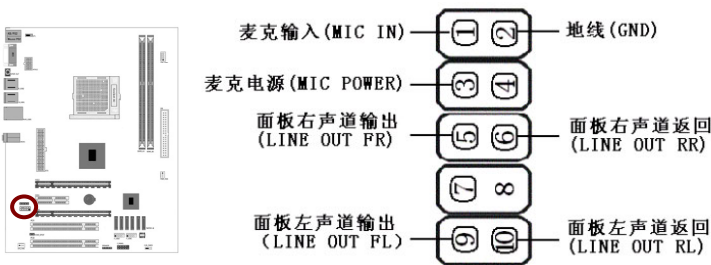 麦克输入(MIC IN)
1
2
地线(GND)
麦克电源(MIC POWER)
3
4
面板右声道输出
(LINE OUT FR)
5
6
面板右声道返回
(LINE OUT RR)
7
8
面板左声道输出
(LINE OUT FL)
9
10
面板左声道返回
(LINE OUT RL)